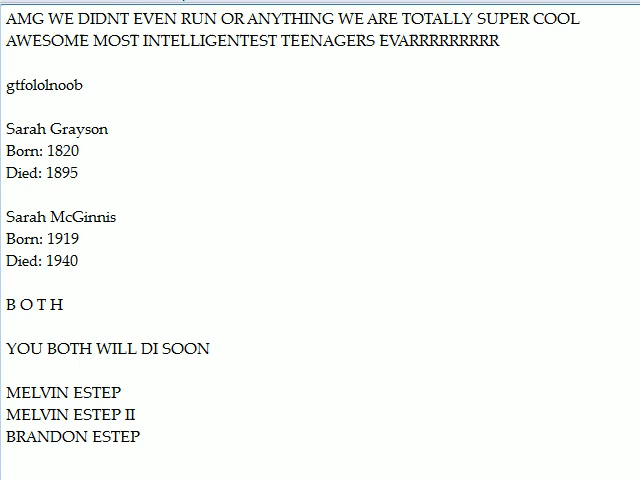 AMG WE DIDNT EVEN RUN OR ANYTHING WE ARE TOTALLY SUPER COOL
AWESOME MOST INTELLIGENTEST TEENAGERS EVARRRRRRRRR
gtfololnoob
Sarah Grayson
Born: 1820
Died: 1895
Sarah McGinnis
Born: 1919
Died: 1940
B O T H
YOU BOTH WILL DI SOON
MELVIN ESTEP
MELVIN ESTEP II
BRANDON ESTEP